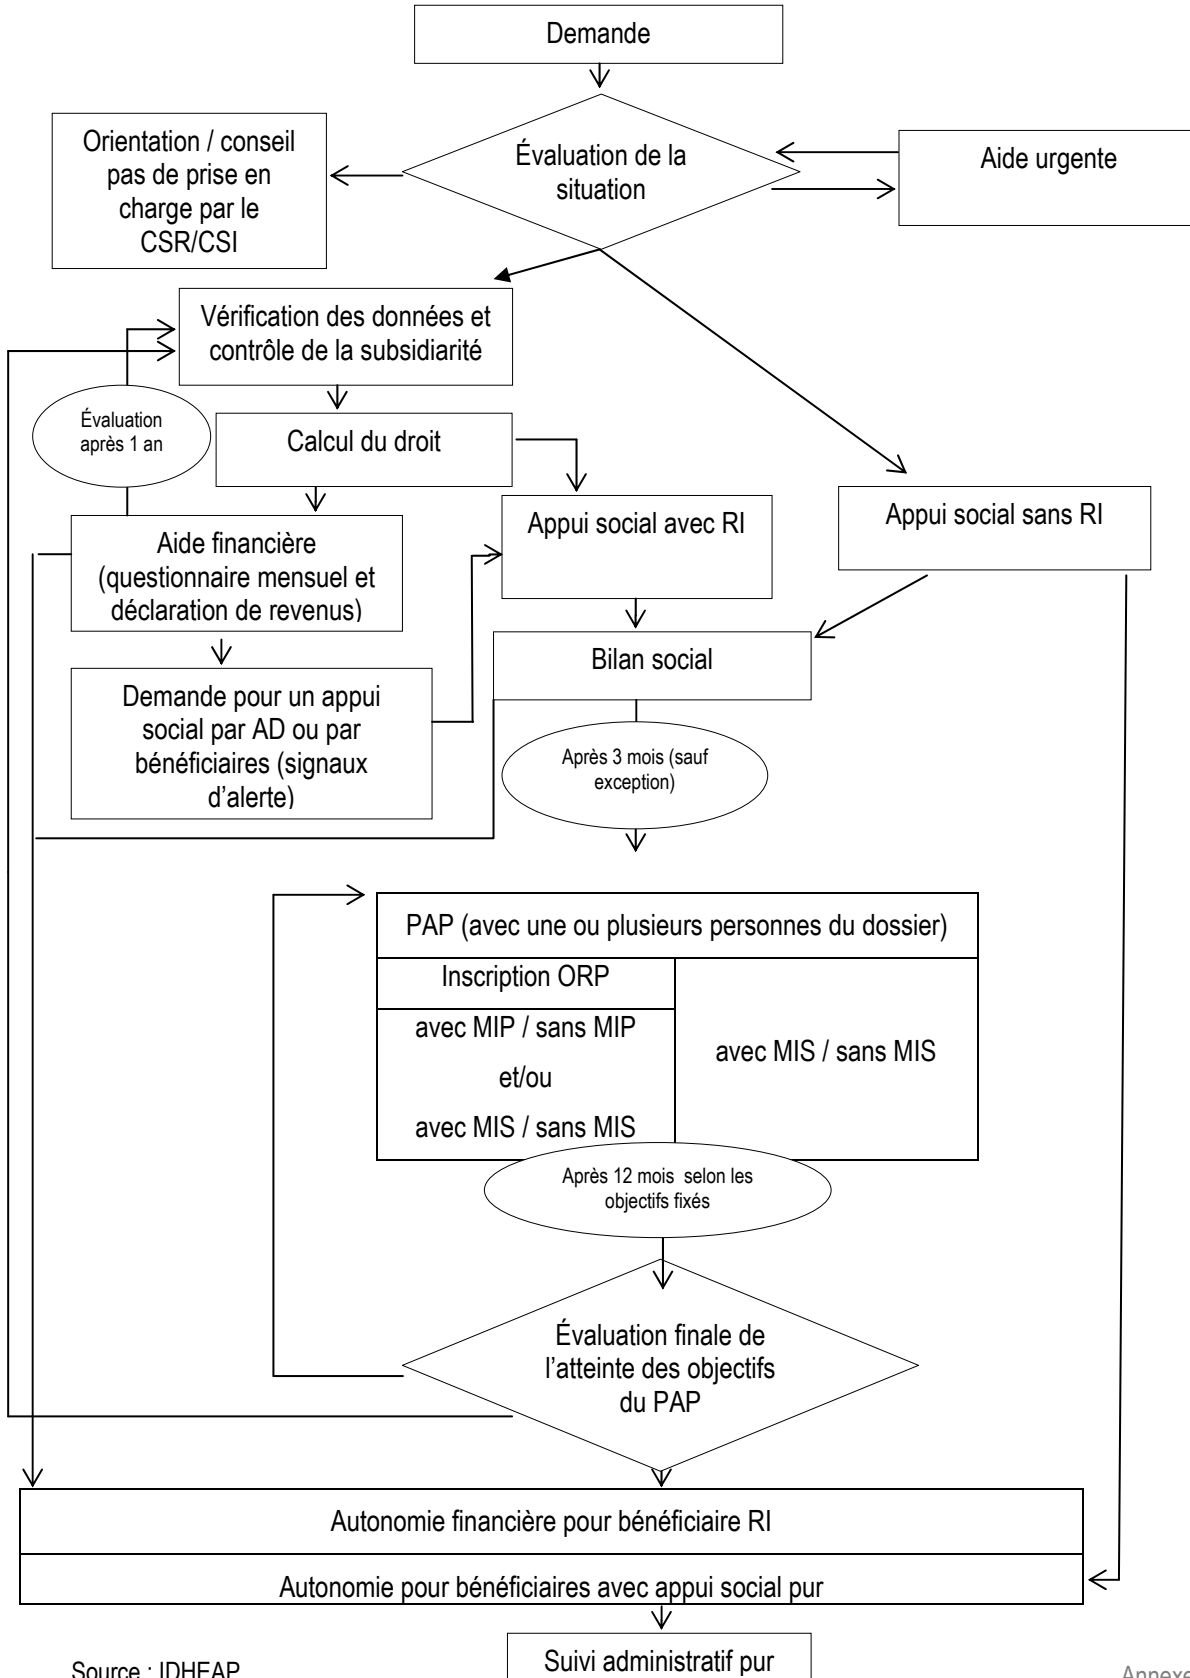 Demande
Orientation / conseil
pas de prise en
charge par le
CSR/CSI
Évaluation de la
situation
Aide urgente
Vérification des données et
contrôle de la subsidiarité
Évaluation
après 1 an
Calcul du droit
Appui social avec RI
Appui social sans RI
Aide financière
(questionnaire mensuel et
déclaration de revenus)
Bilan social
Demande pour un appui
social par AD ou par
bénéficiaires (signaux
d’alerte)
Après 3 mois (sauf
exception)
PAP (avec une ou plusieurs personnes du dossier)
Inscription ORP
avec MIP / sans MIP
et/ou
avec MIS / sans MIS
avec MIS / sans MIS
Après 12 mois selon les
objectifs fixés
Évaluation finale de
l’atteinte des objectifs
du PAP
Autonomie financière pour bénéficiaire RI
Autonomie pour bénéficiaires avec appui social pur
Suivi administratif pur
Source : IDHEAP
Annexe